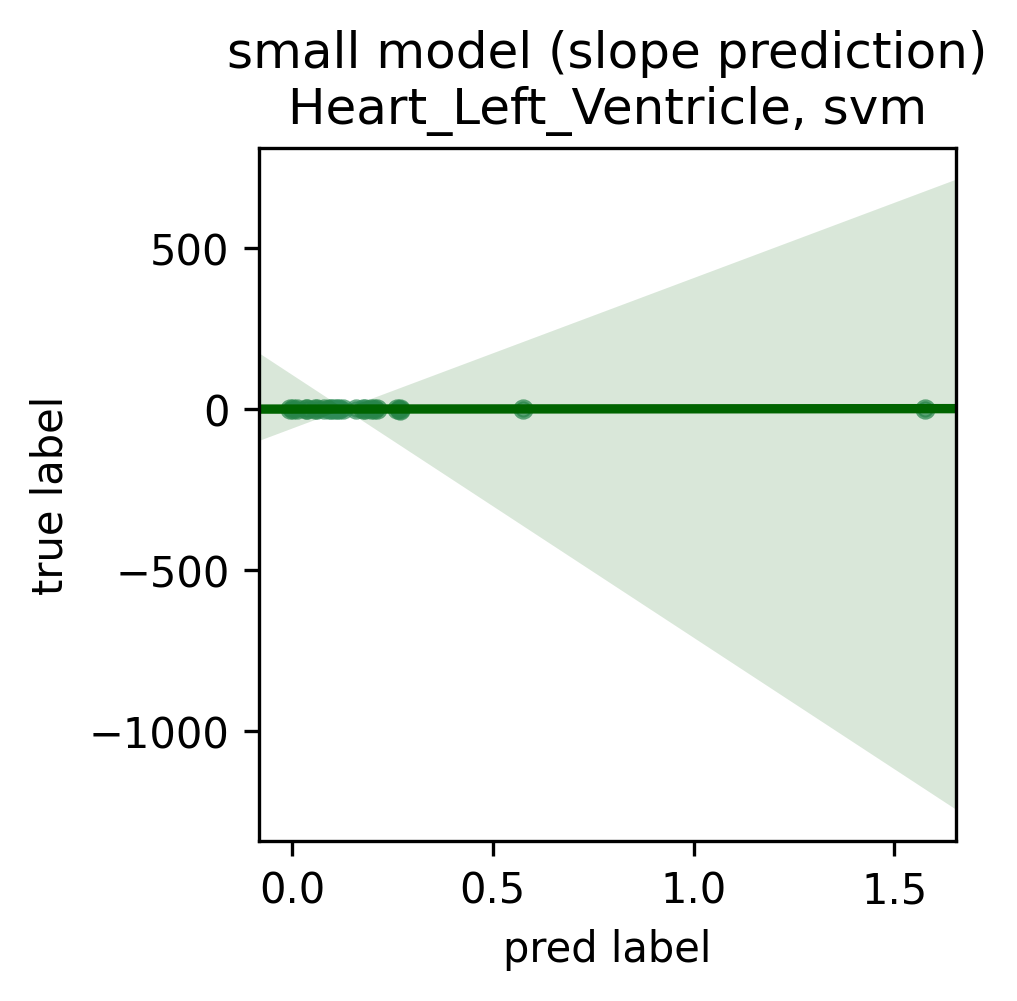 small model (slope prediction)
Heart_Left_Ventricle, svm
500
0
−500
−1000
true label
0.0 0.5 1.0 1.5
pred label